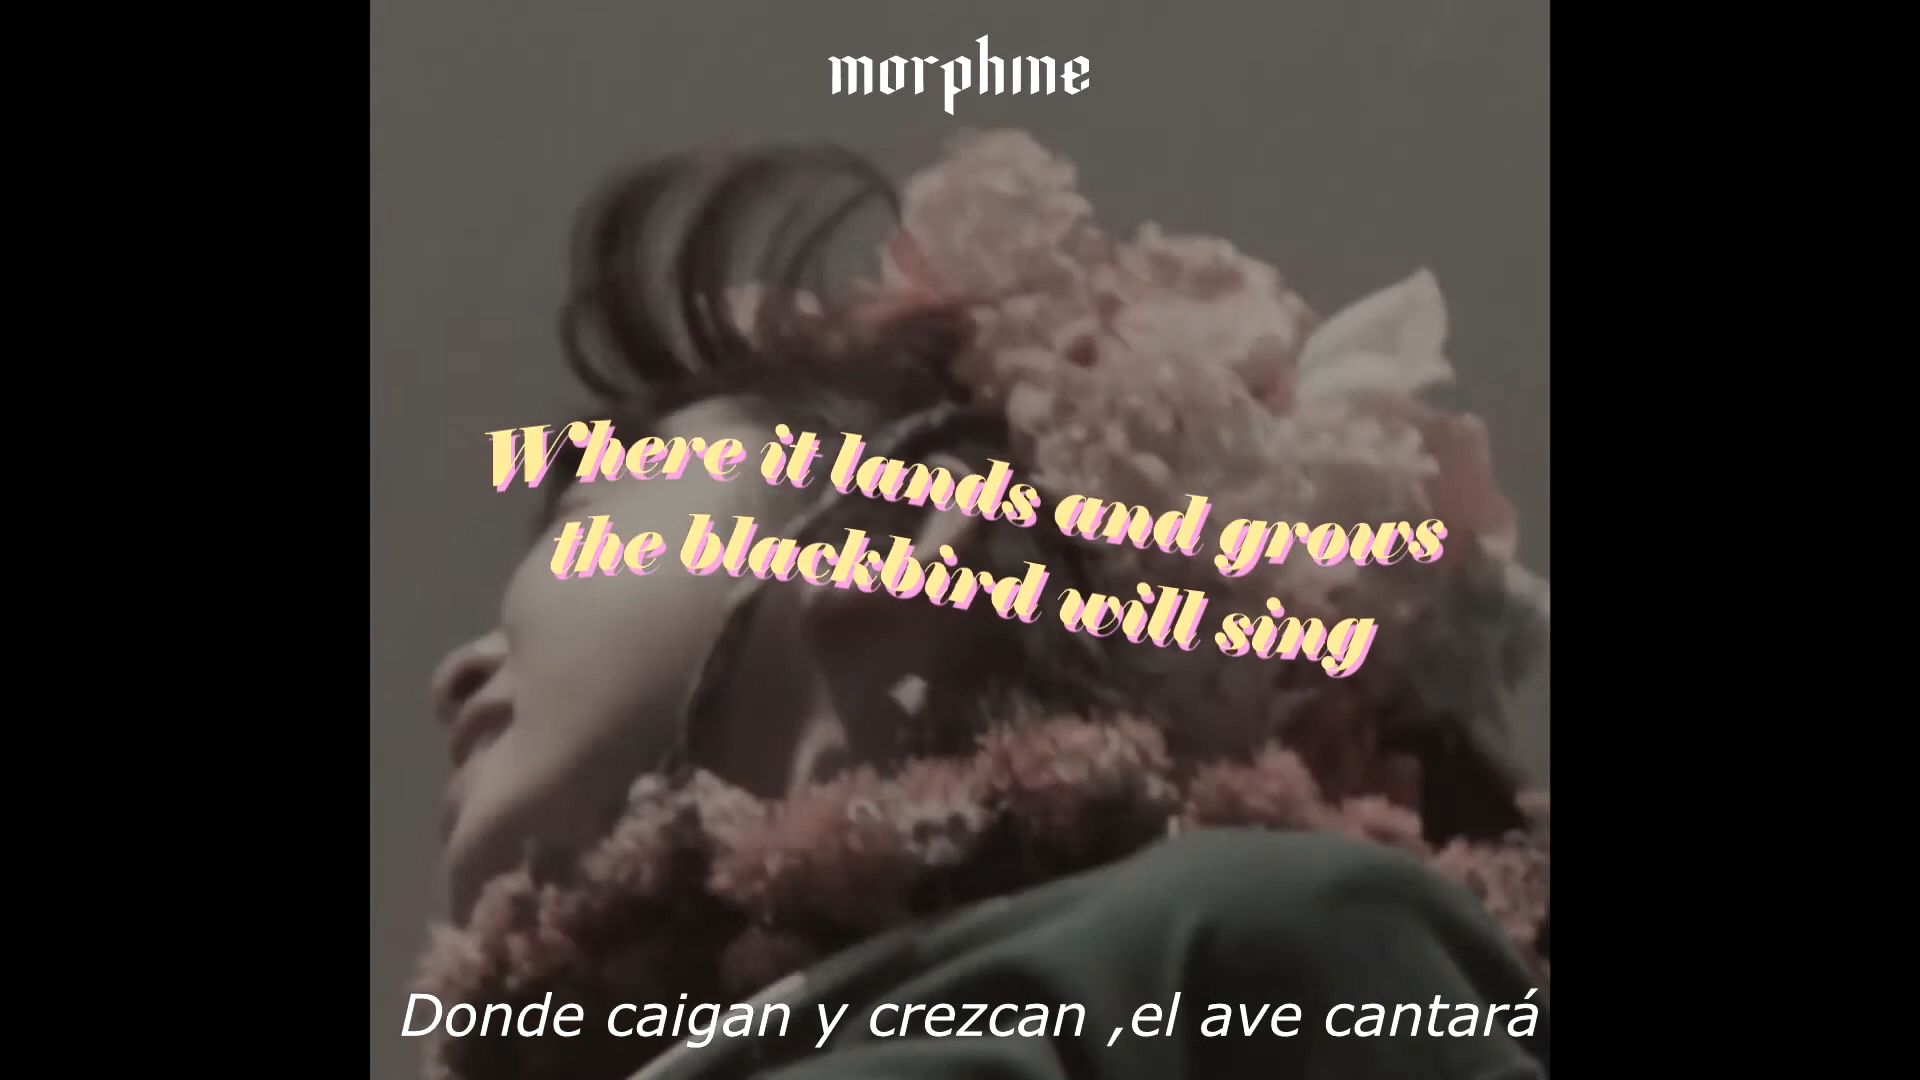 morphine
Where it lands and grows
the blackbird will sing
Donde caigan y crezcan ,el ave cantará